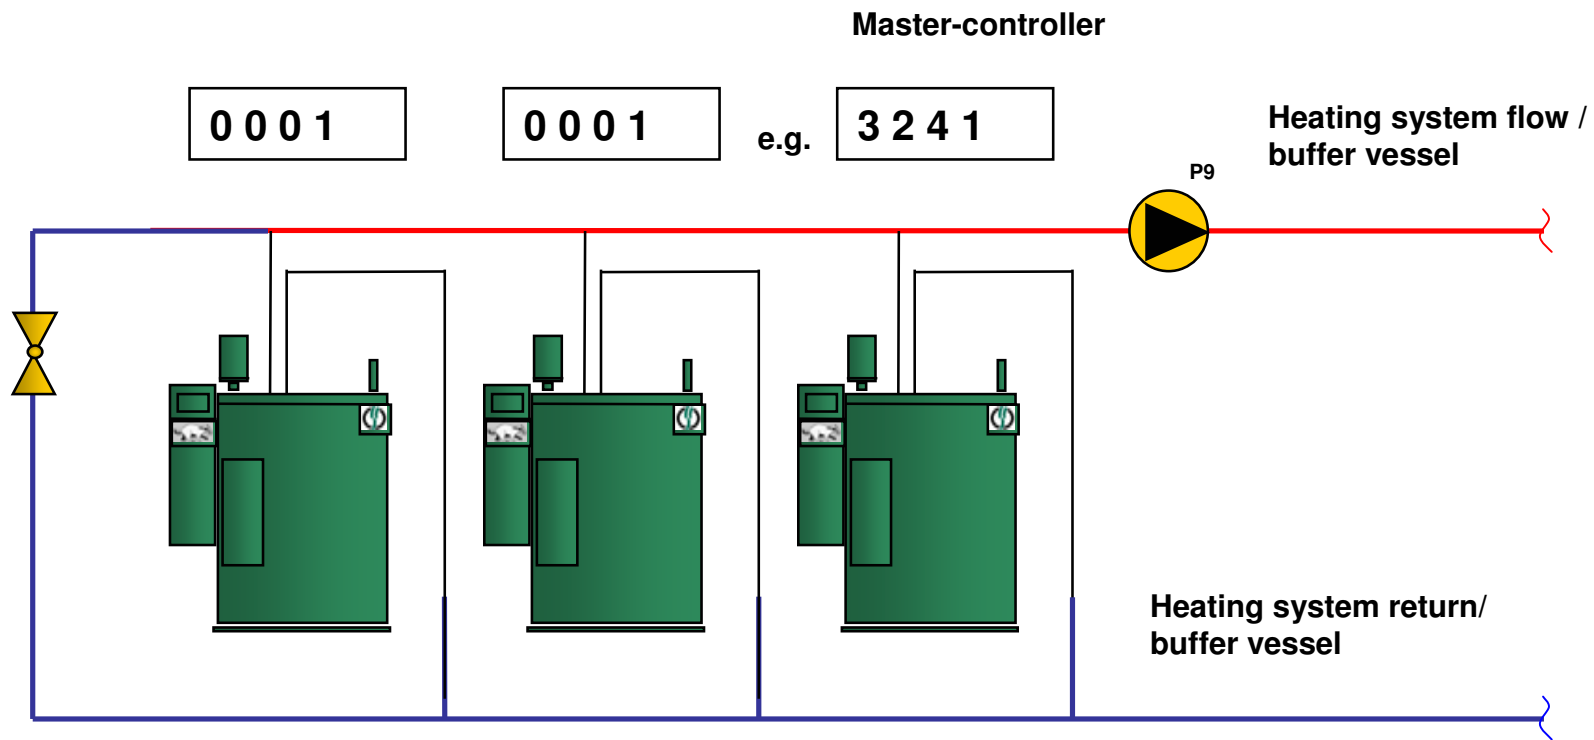 Master-controller
0 0 0 1
0 0 0 1
e.g.
3 2 4 1
Heating system flow /
buffer vessel
P9
Heating system return/
buffer vessel